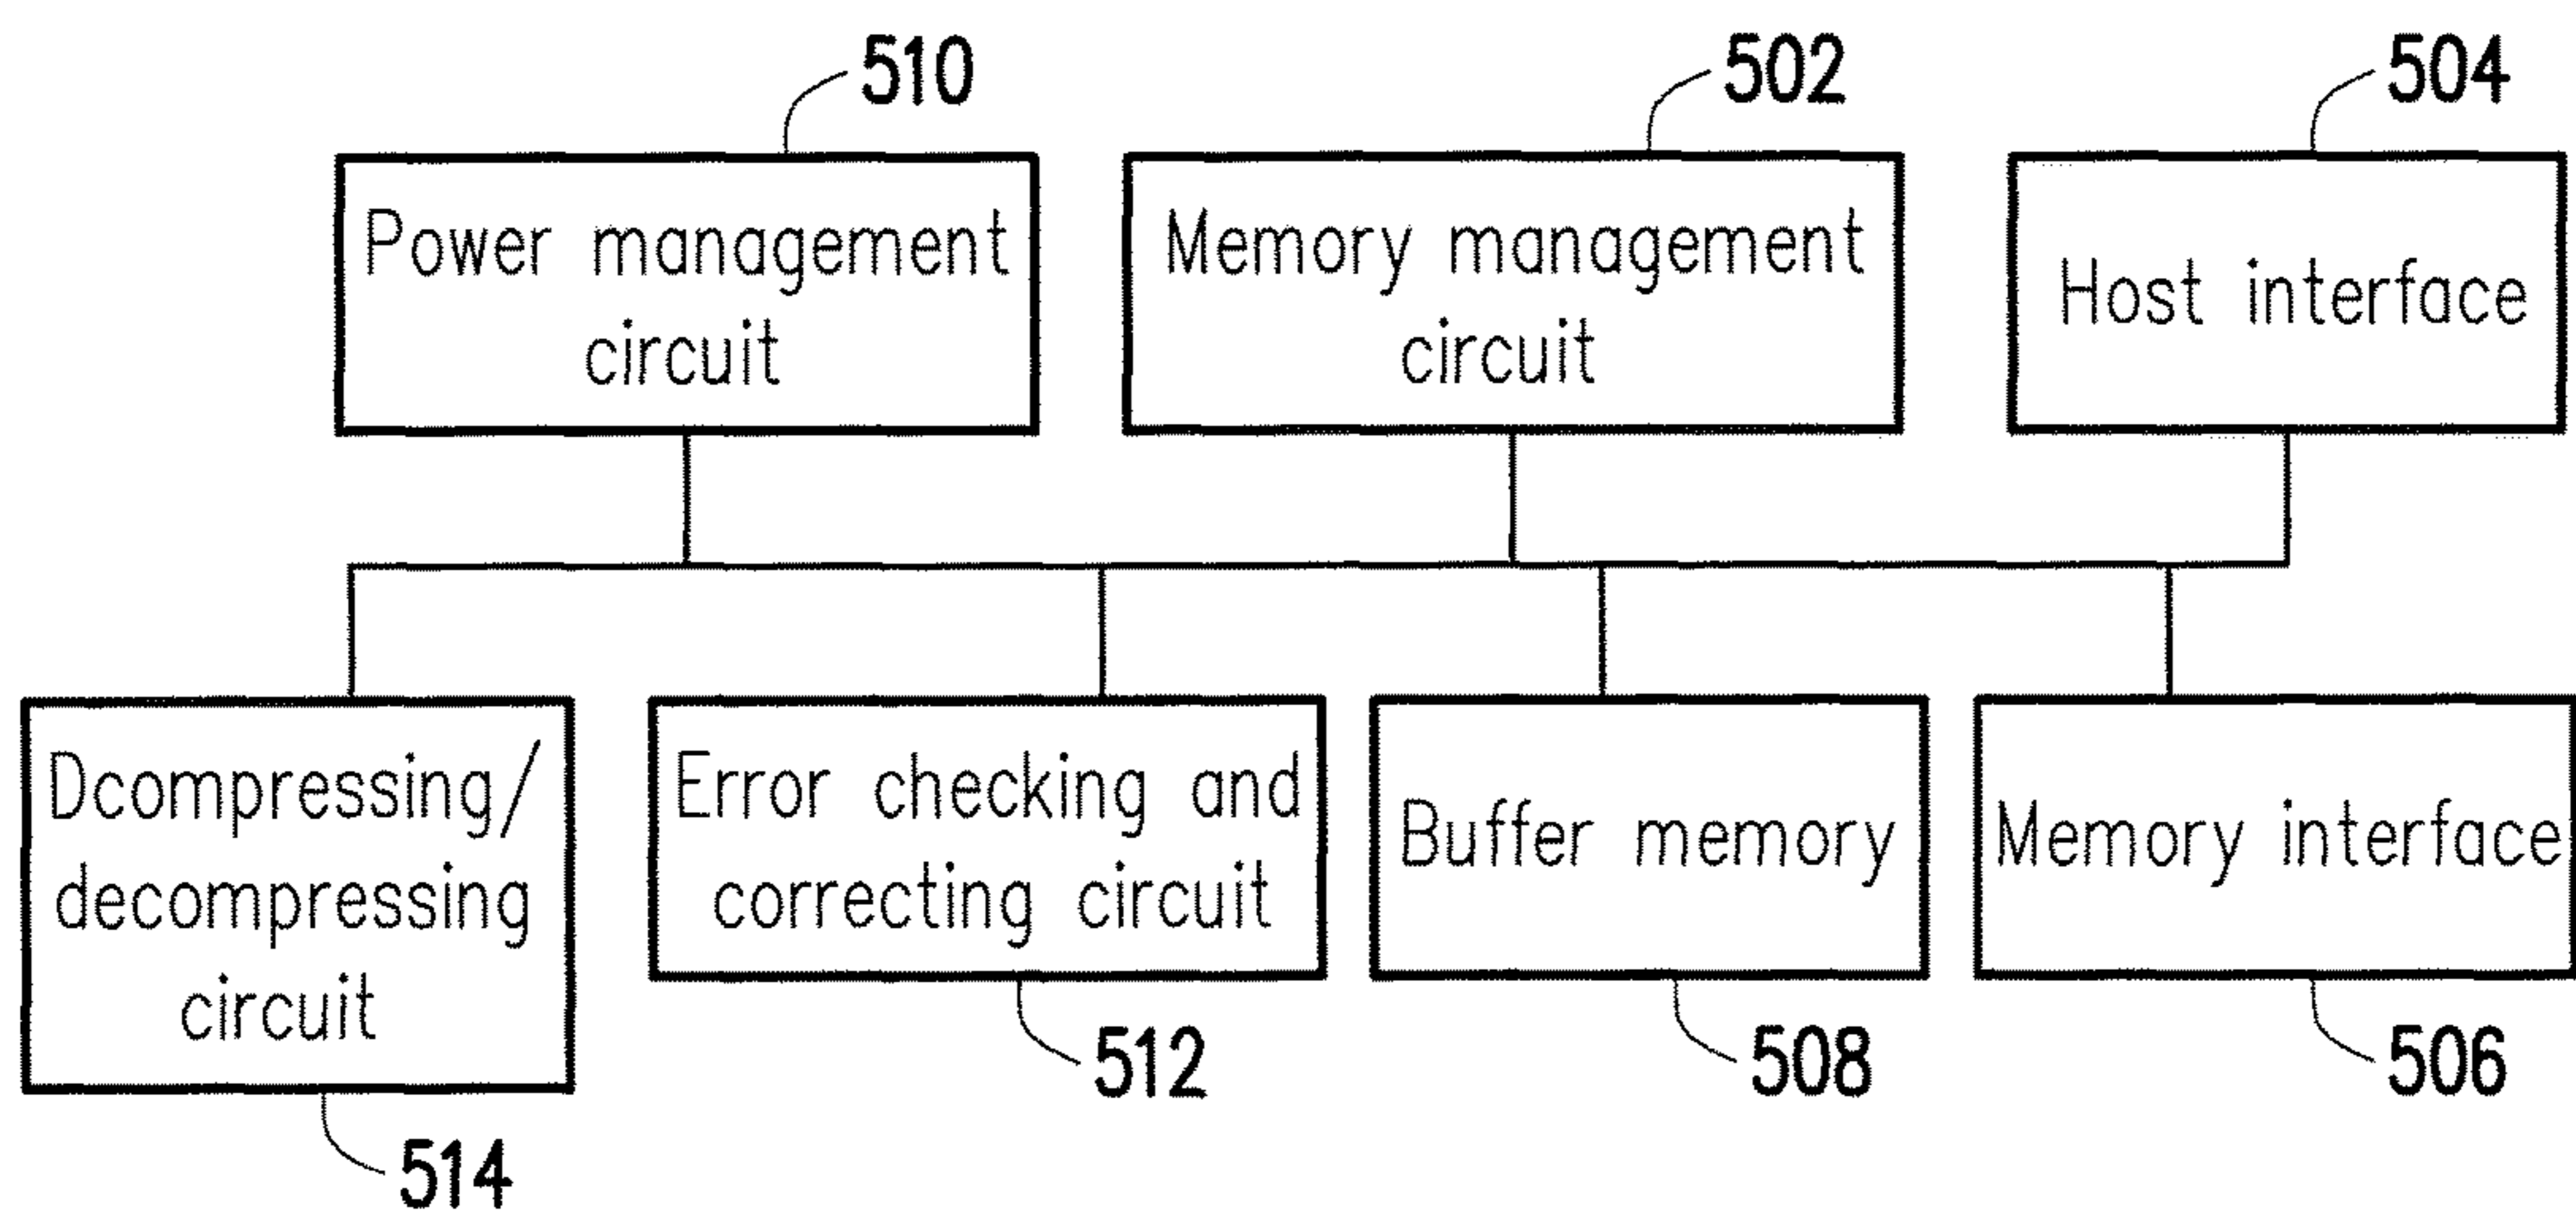 510
502
504
Power management
circuit
Memory management
circuit
Host interface
Dcompressing/
decompressing
circuit
Error checking and
correcting circuit
Buffer memory
Memory interface
512
508
506
514